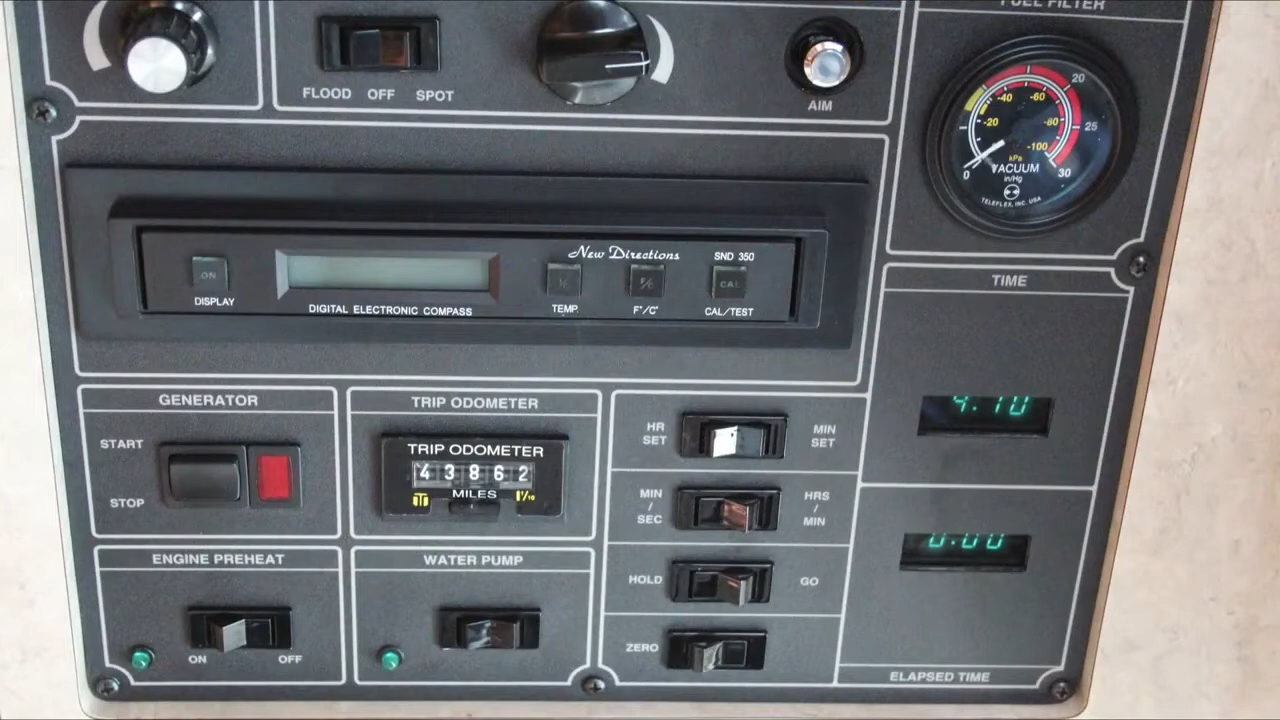 FUEL FILTER
FLOOD OFF SPOT
AIM
20
-40 -60
-20 -80 25
-100
kPa
0 VACUUM 30
in/Hg
TELEFLEX, INC. USA
New Directions SND 350
ON
CAL
DISPLAY
DIGITAL ELECTRONIC COMPASS
TEMP
F°/C°
CAL/TEST
TIME
GENERATOR
START
STOP
TRIP ODOMETER
TRIP ODOMETER
4 3 8 6 2
MILES
1/10
HR SET
MIN SET
MIN / SEC
HRS / MIN
HOLD
GO
ZERO
4:10
0:00
ELAPSED TIME
ENGINE PREHEAT
ON OFF
WATER PUMP